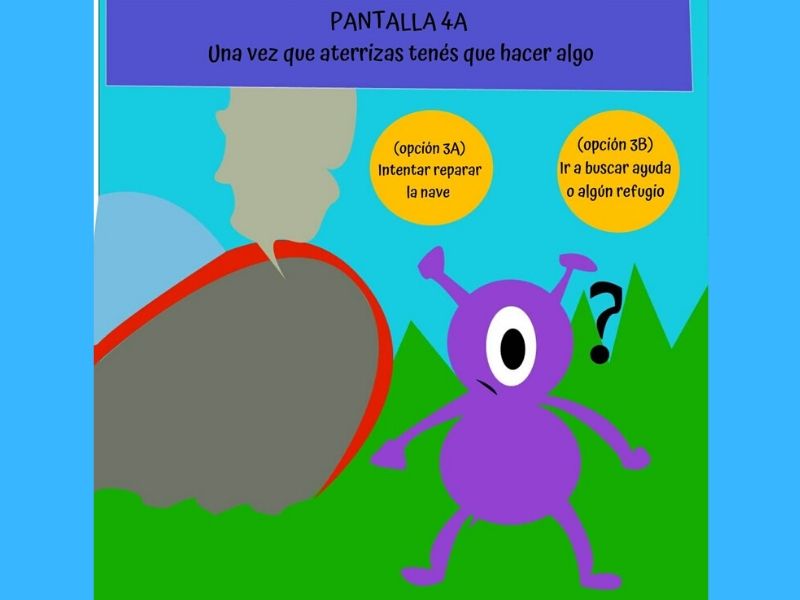 PANTALLA 4A
Una vez que aterrizas tenés que hacer algo
(opción 3A)
Intentar reparar
la nave
(opción 3B)
Ir a buscar ayuda
o algún refugio
?